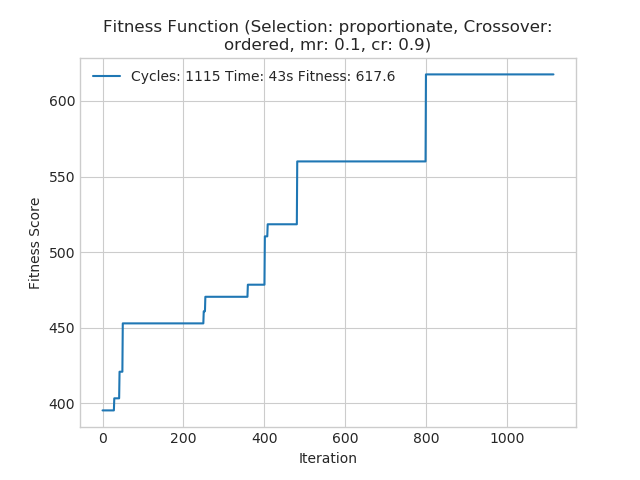 Fitness Function (Selection: proportionate, Crossover:
ordered, mr: 0.1, cr: 0.9)
Cycles: 1115 Time: 43s Fitness: 617.6
600
550
500
450
400
Fitness Score
0 200 400 600 800 1000
Iteration